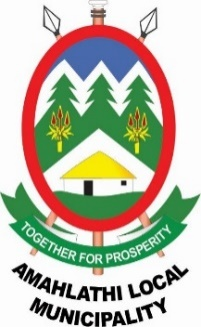 TOGETHER FOR PROSPERITY
AMAHLATHI LOCAL
MUNICIPALITY